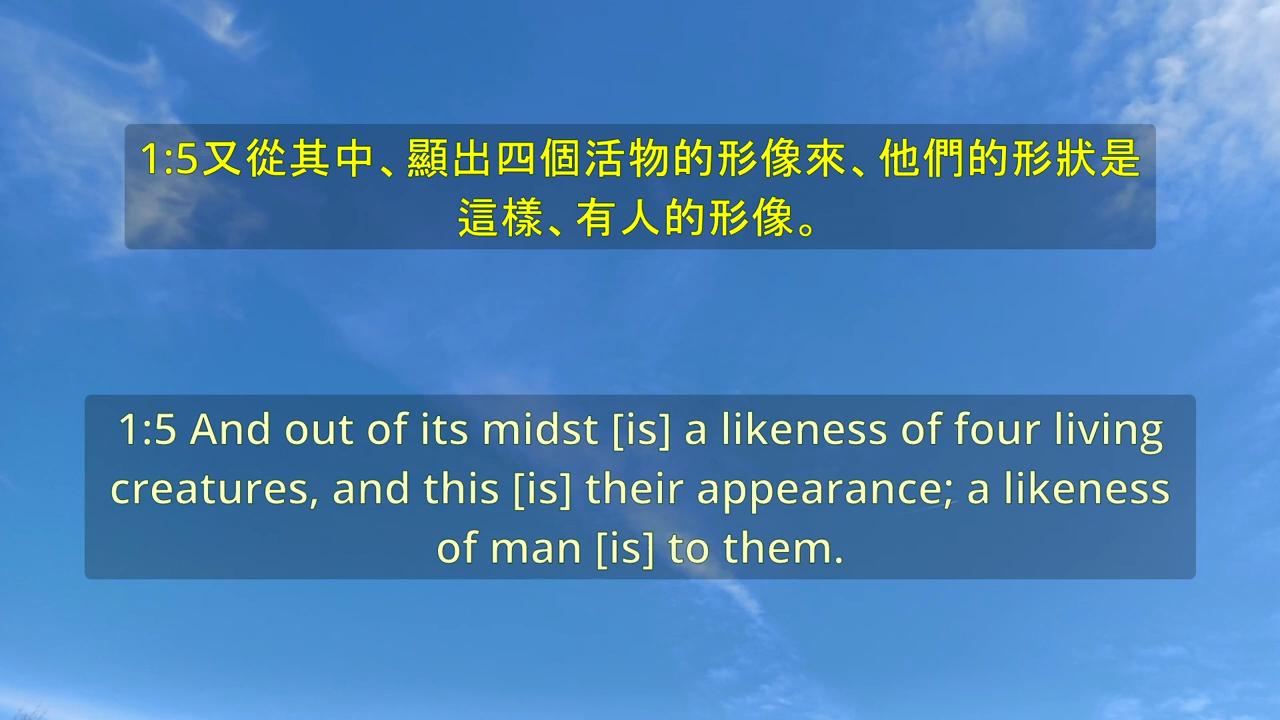 1:5又從其中、顯出四個活物的形像來、他們的形狀是
這樣、有人的形像。
1:5 And out of its midst [is] a likeness of four living
creatures, and this [is] their appearance; a likeness
of man [is] to them.